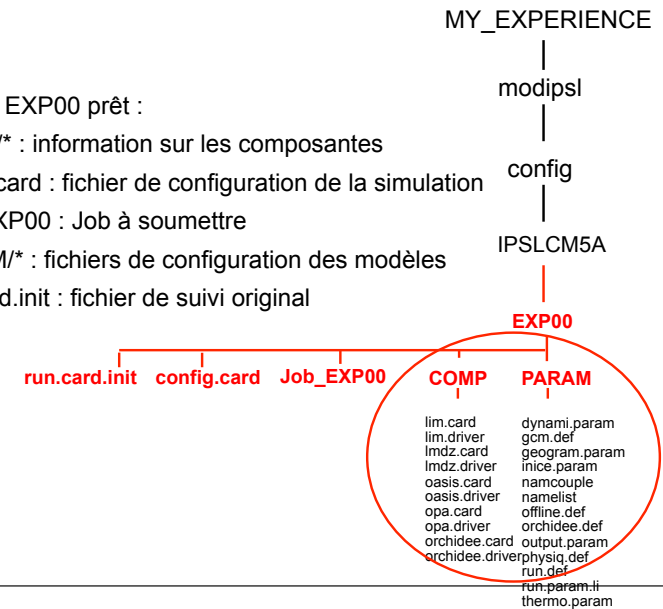 MY_EXPERIENCE
modipsl
EXP00 prêt :
/* : information sur les composantes
config
card : fichier de configuration de la simulation
XP00 : Job à soumettre
IPSLCM5A
M/* : fichiers de configuration des modèles
d.init : fichier de suivi original
EXP00
run.card.init config.card Job_EXP00 COMP PARAM
lim.card
lim.driver
lmdz.card
lmdz.driver
oasis.card
oasis.driver
opa.card
opa.driver
orchidee.card
orchidee.driver
dynami.param
gcm.def
geogram.param
inice.param
namcouple
namelist
offline.def
orchidee.def
output.param
physiq.def
run.def
run.param.li
thermo.param